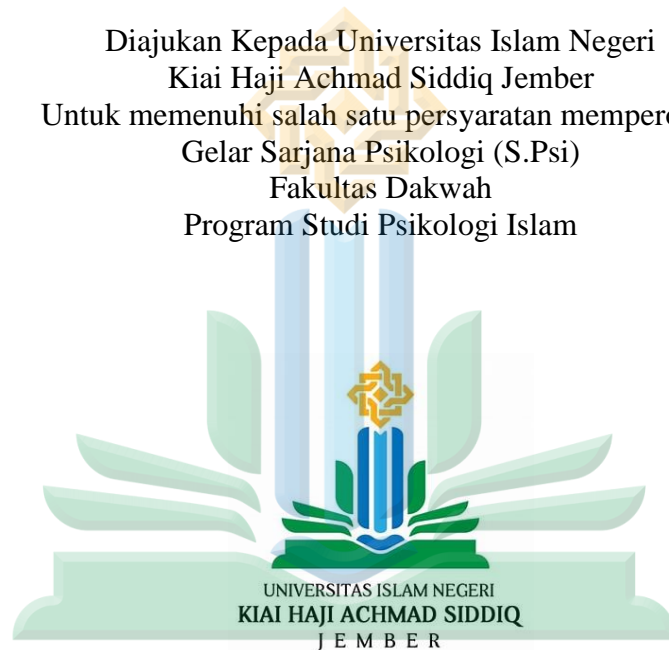 Diajukan Kepada Universitas Islam Negeri
Kiai Haji Achmad Siddiq Jember
Untuk memenuhi salah satu persyaratan
Gelar Sarjana Psikologi (S.Psi)
Fakultas Dakwah
Program Studi Psikologi Islam
UNIVERSITAS ISLAM NEGERI
KIAI HAJI ACHMAD SIDDIQ
JEMBER